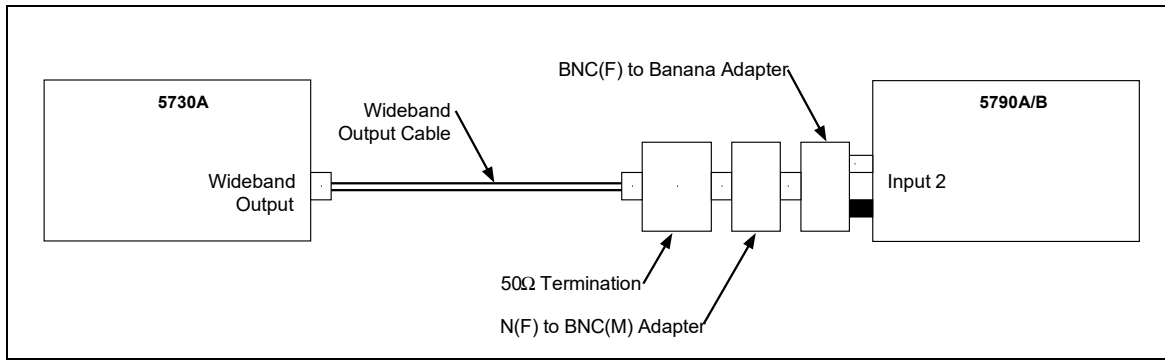 BNC(F) to Banana Adapter
5730A
Wideband
Output Cable
5790A/B
Wideband
Output
Input 2
50Ω Termination
N(F) to BNC(M) Adapter